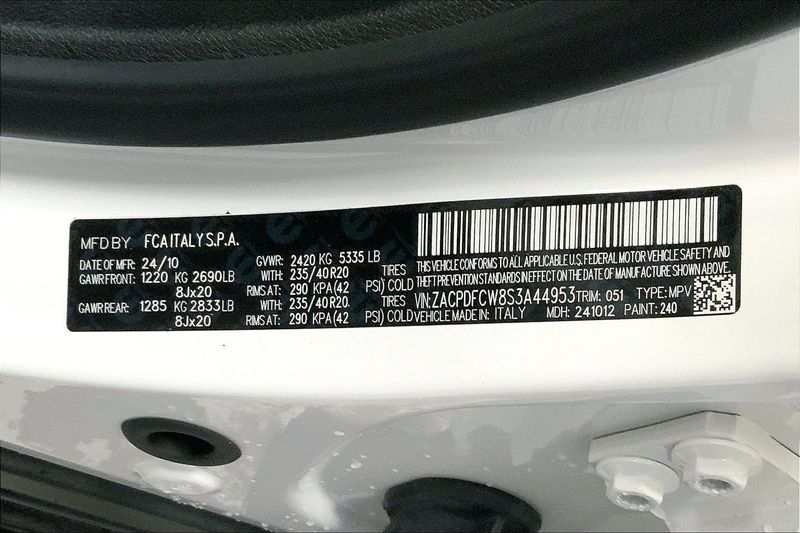 MFD BY FCA ITALY S.P.A.
DATE OF MFR 24/10 GVWR: 2420 KG 5335 LB
GAWR FRONT: 1220 KG 2690LB WITH: 235/40 R20 TIRES
8Jx20 RIMS AT: 290 KPA(42 PSI) COLD
GAWR REAR: 1285 KG 2833LB WITH: 235/40 R20. TIRES
8Jx20 RIMS AT: 290 KPA(42 PSI) COLD
THIS VEHICLE CONFORMS TO ALL APPLICABLE U.S. FEDERAL MOTOR VEHICLE SAFETY AND
THEFT PREVENTION STANDARDS IN EFFECT ON THE DATE OF MANUFACTURE SHOWN ABOVE.
VIN:ZACPDFCW8S3A44953 TRIM: 051 TYPE: MPV
VEHICLE MADE IN: ITALY MDH: 241012 PAINT: 240